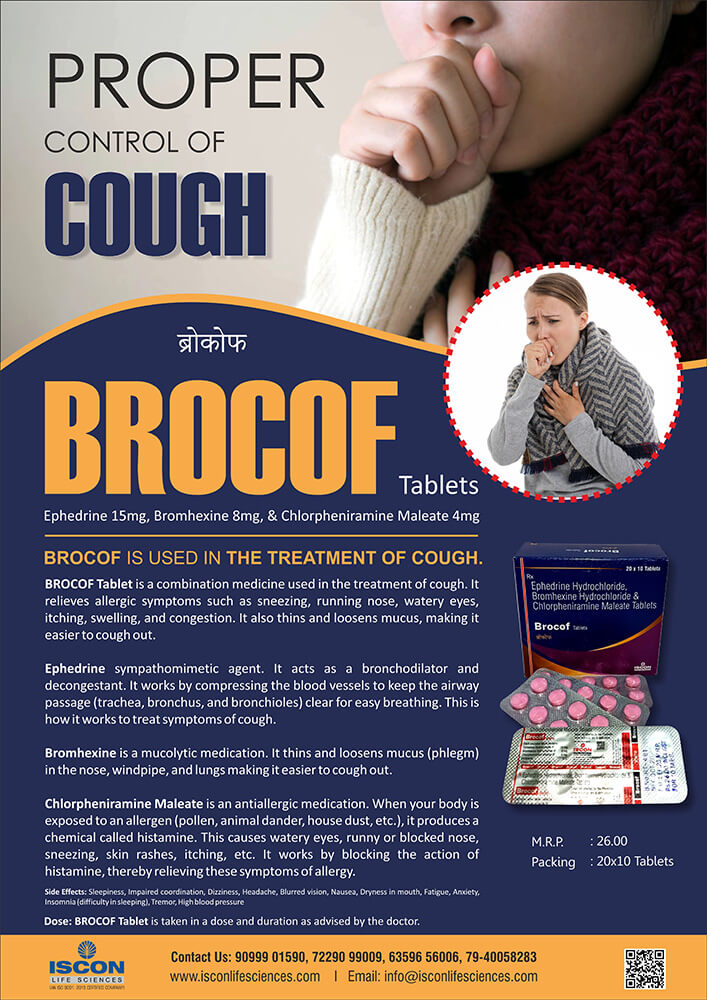 PROPER
CONTROL OF
COUGH
ब्रोकोफ
BROCOF
Tablets
Ephedrine 15mg, Bromhexine 8mg, & Chlorpheniramine Maleate 4mg
BROCOF IS USED IN THE TREATMENT OF COUGH.
BROCOF Tablet is a combination medicine used in the treatment of cough. It
relieves allergic symptoms such as sneezing, running nose, watery eyes,
itching, swelling, and congestion. It also thins and loosens mucus, making it
easier to cough out.
Ephedrine sympathomimetic agent. It acts as a bronchodilator and
decongestant. It works by compressing the blood vessels to keep the airway
passage (trachea, bronchus, and bronchioles) clear for easy breathing. This is
how it works to treat symptoms of cough.
Bromhexine is a mucolytic medication. It thins and loosens mucus (phlegm)
in the nose, windpipe, and lungs making it easier to cough out.
Chlorpheniramine Maleate is an antiallergic medication. When your body is
exposed to an allergen (pollen, animal dander, house dust, etc.), it produces a
chemical called histamine. This causes watery eyes, runny or blocked nose,
sneezing, skin rashes, itching, etc. It works by blocking the action of
histamine, thereby relieving these symptoms of allergy.
Side Effects: Sleepiness, Impaired coordination, Dizziness, Headache, Blurred vision, Nausea, Dryness in mouth, Fatigue, Anxiety,
Insomnia (difficulty in sleeping), Tremor, High blood pressure
Dose: BROCOF Tablet is taken in a dose and duration as advised by the doctor.
Brocof Tablets
20 x 10 Tablets
Rx
Ephedrine Hydrochloride,
Bromhexine Hydrochloride &
Chlorpheniramine Maleate Tablets
Brocof Tablets
ब्रोकोफ
ISCON
Brocof
ISCON
M.R.P. : 26.00
Packing : 20x10 Tablets
ISCON
LIFE SCIENCES
(AN ISO 9001: 2015 CERTIFIED COMPANY)
Contact Us: 90999 01590, 72290 99009, 63596 56006, 79-40058283
www.isconlifesciences.com | Email: info@isconlifesciences.com